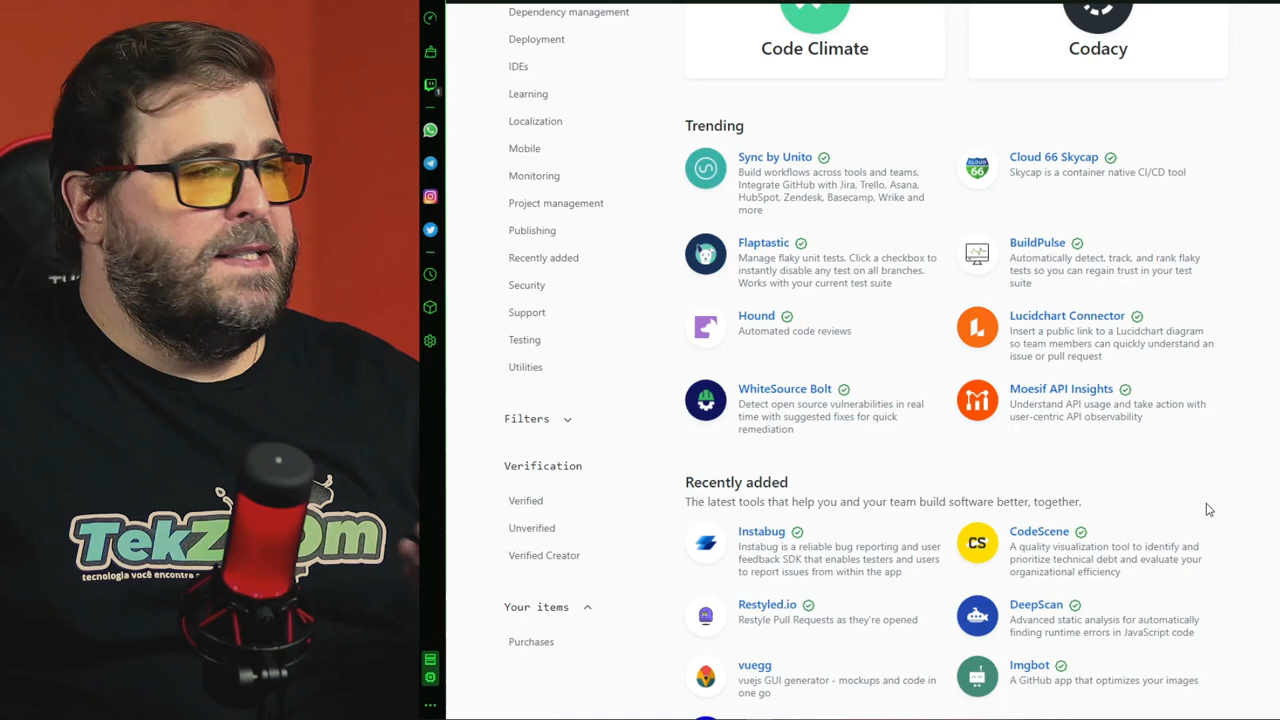 Dependency management
Deployment
IDEs
Learning
Localization
Mobile
Monitoring
Project management
Publishing
Recently added
Security
Support
Testing
Utilities
Filters
Verification
Verified
Unverified
Verified Creator
Your items
Purchases
Code Climate
Codacy
Trending
Sync by Unito
Build workflows across tools and teams.
Integrate GitHub with Jira, Trello, Asana,
HubSpot, Zendesk, Basecamp, Wrike and
more
CLOUD
66
Cloud 66 Skycap
Skycap is a container native CI/CD tool
Flaptastic
Manage flaky unit tests. Click a checkbox to
instantly disable any test on all branches.
Works with your current test suite
BuildPulse
Automatically detect, track, and rank flaky
tests so you can regain trust in your test
suite
Hound
Automated code reviews
Lucidchart Connector
Insert a public link to a Lucidchart diagram
so team members can quickly understand an
issue or pull request
WhiteSource Bolt
Detect open source vulnerabilities in real
time with suggested fixes for quick
remediation
Moesif API Insights
Understand API usage and take action with
user-centric API observability
Recently added
The latest tools that help you and your team build software better, together.
Instabug
Instabug is a reliable bug reporting and user
feedback SDK that enables testers and users
to report issues from within the app
CS
CodeScene
A quality visualization tool to identify and
prioritize technical debt and evaluate your
organizational efficiency
Restyled.io
Restyle Pull Requests as they're opened
DeepScan
Advanced static analysis for automatically
finding runtime errors in JavaScript code
vuegg
vuejs GUI generator - mockups and code in
one go
Imgbot
A GitHub app that optimizes your images
1
TekZoom
tecnologia você encontra